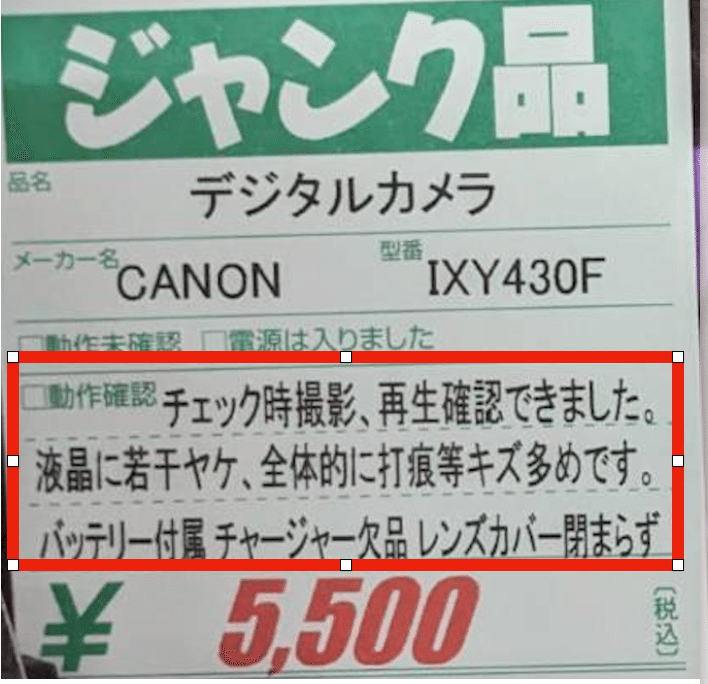 ジャンク品
品名 デジタルカメラ
メーカー名 CANON 型番 IXY430F
□動作未確認 □電源は入りました
□動作確認 チェック時撮影、再生確認できました。
液晶に若干ヤケ、全体的に打痕等キズ多めです。
バッテリー付属 チャージャー欠品 レンズカバー閉まらず
¥ 5,500 (税込)